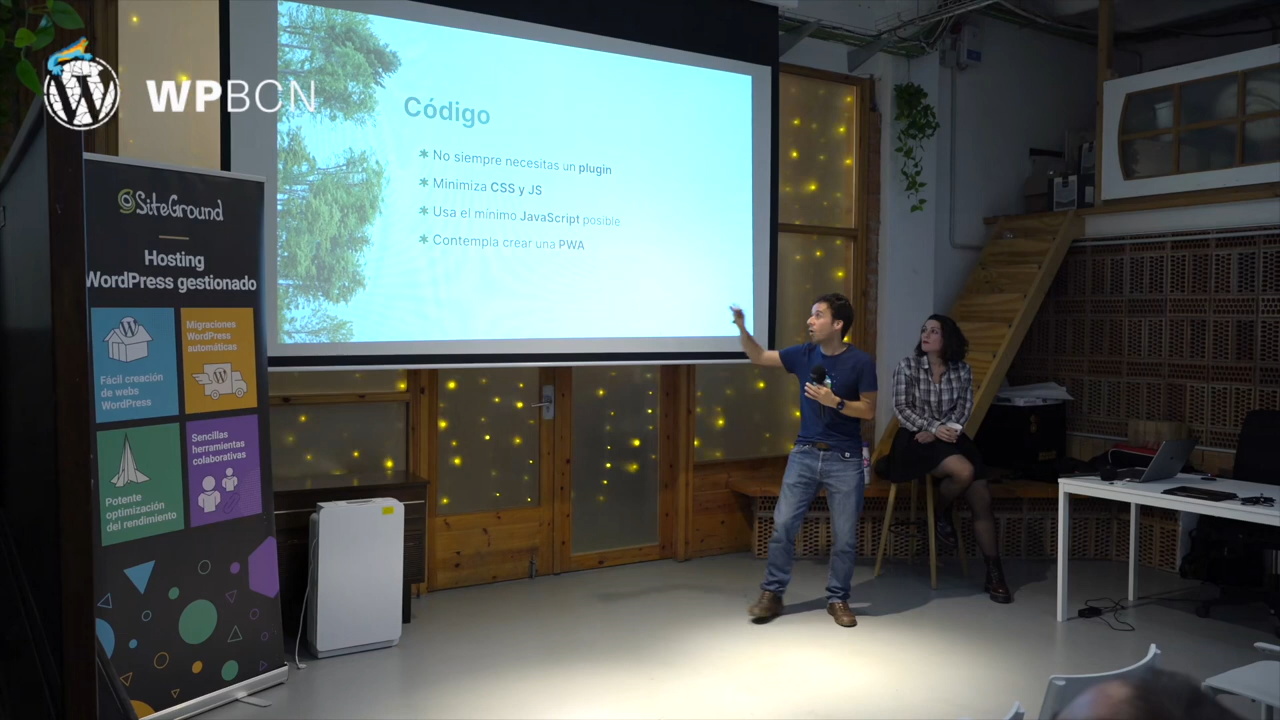 WPBCN
Código
* No siempre necesitas un plugin
* Minimiza CSS y JS
* Usa el mínimo JavaScript posible
* Contempla crear una PWA
SiteGround
Hosting
WordPress gestionado
Fácil creación
de webs
WordPress
Migraciones
WordPress
automáticas
Potente
optimización
del rendimiento
Sencillas
herramientas
colaborativas